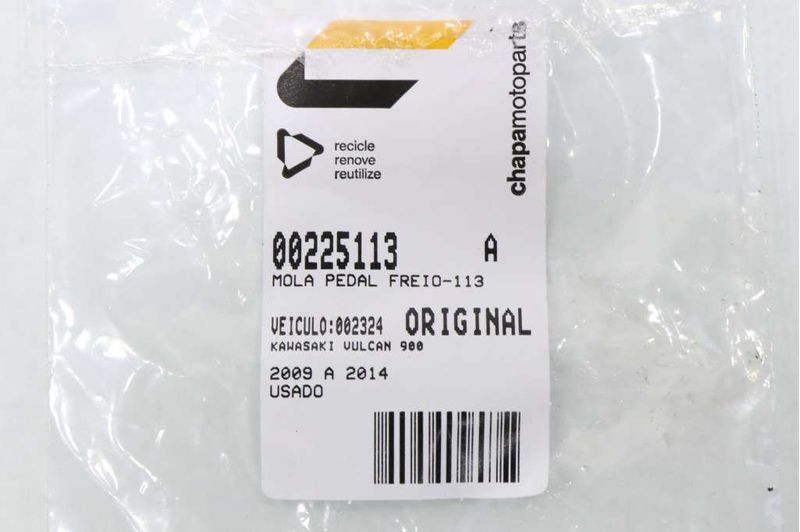 chapamotoparts
recicle
renove
reutilize
00225113 A
MOLA PEDAL FREIO-113
VEICULO:002324 ORIGINAL
KAWASAKI VULCAN 900
2009 A 2014
USADO